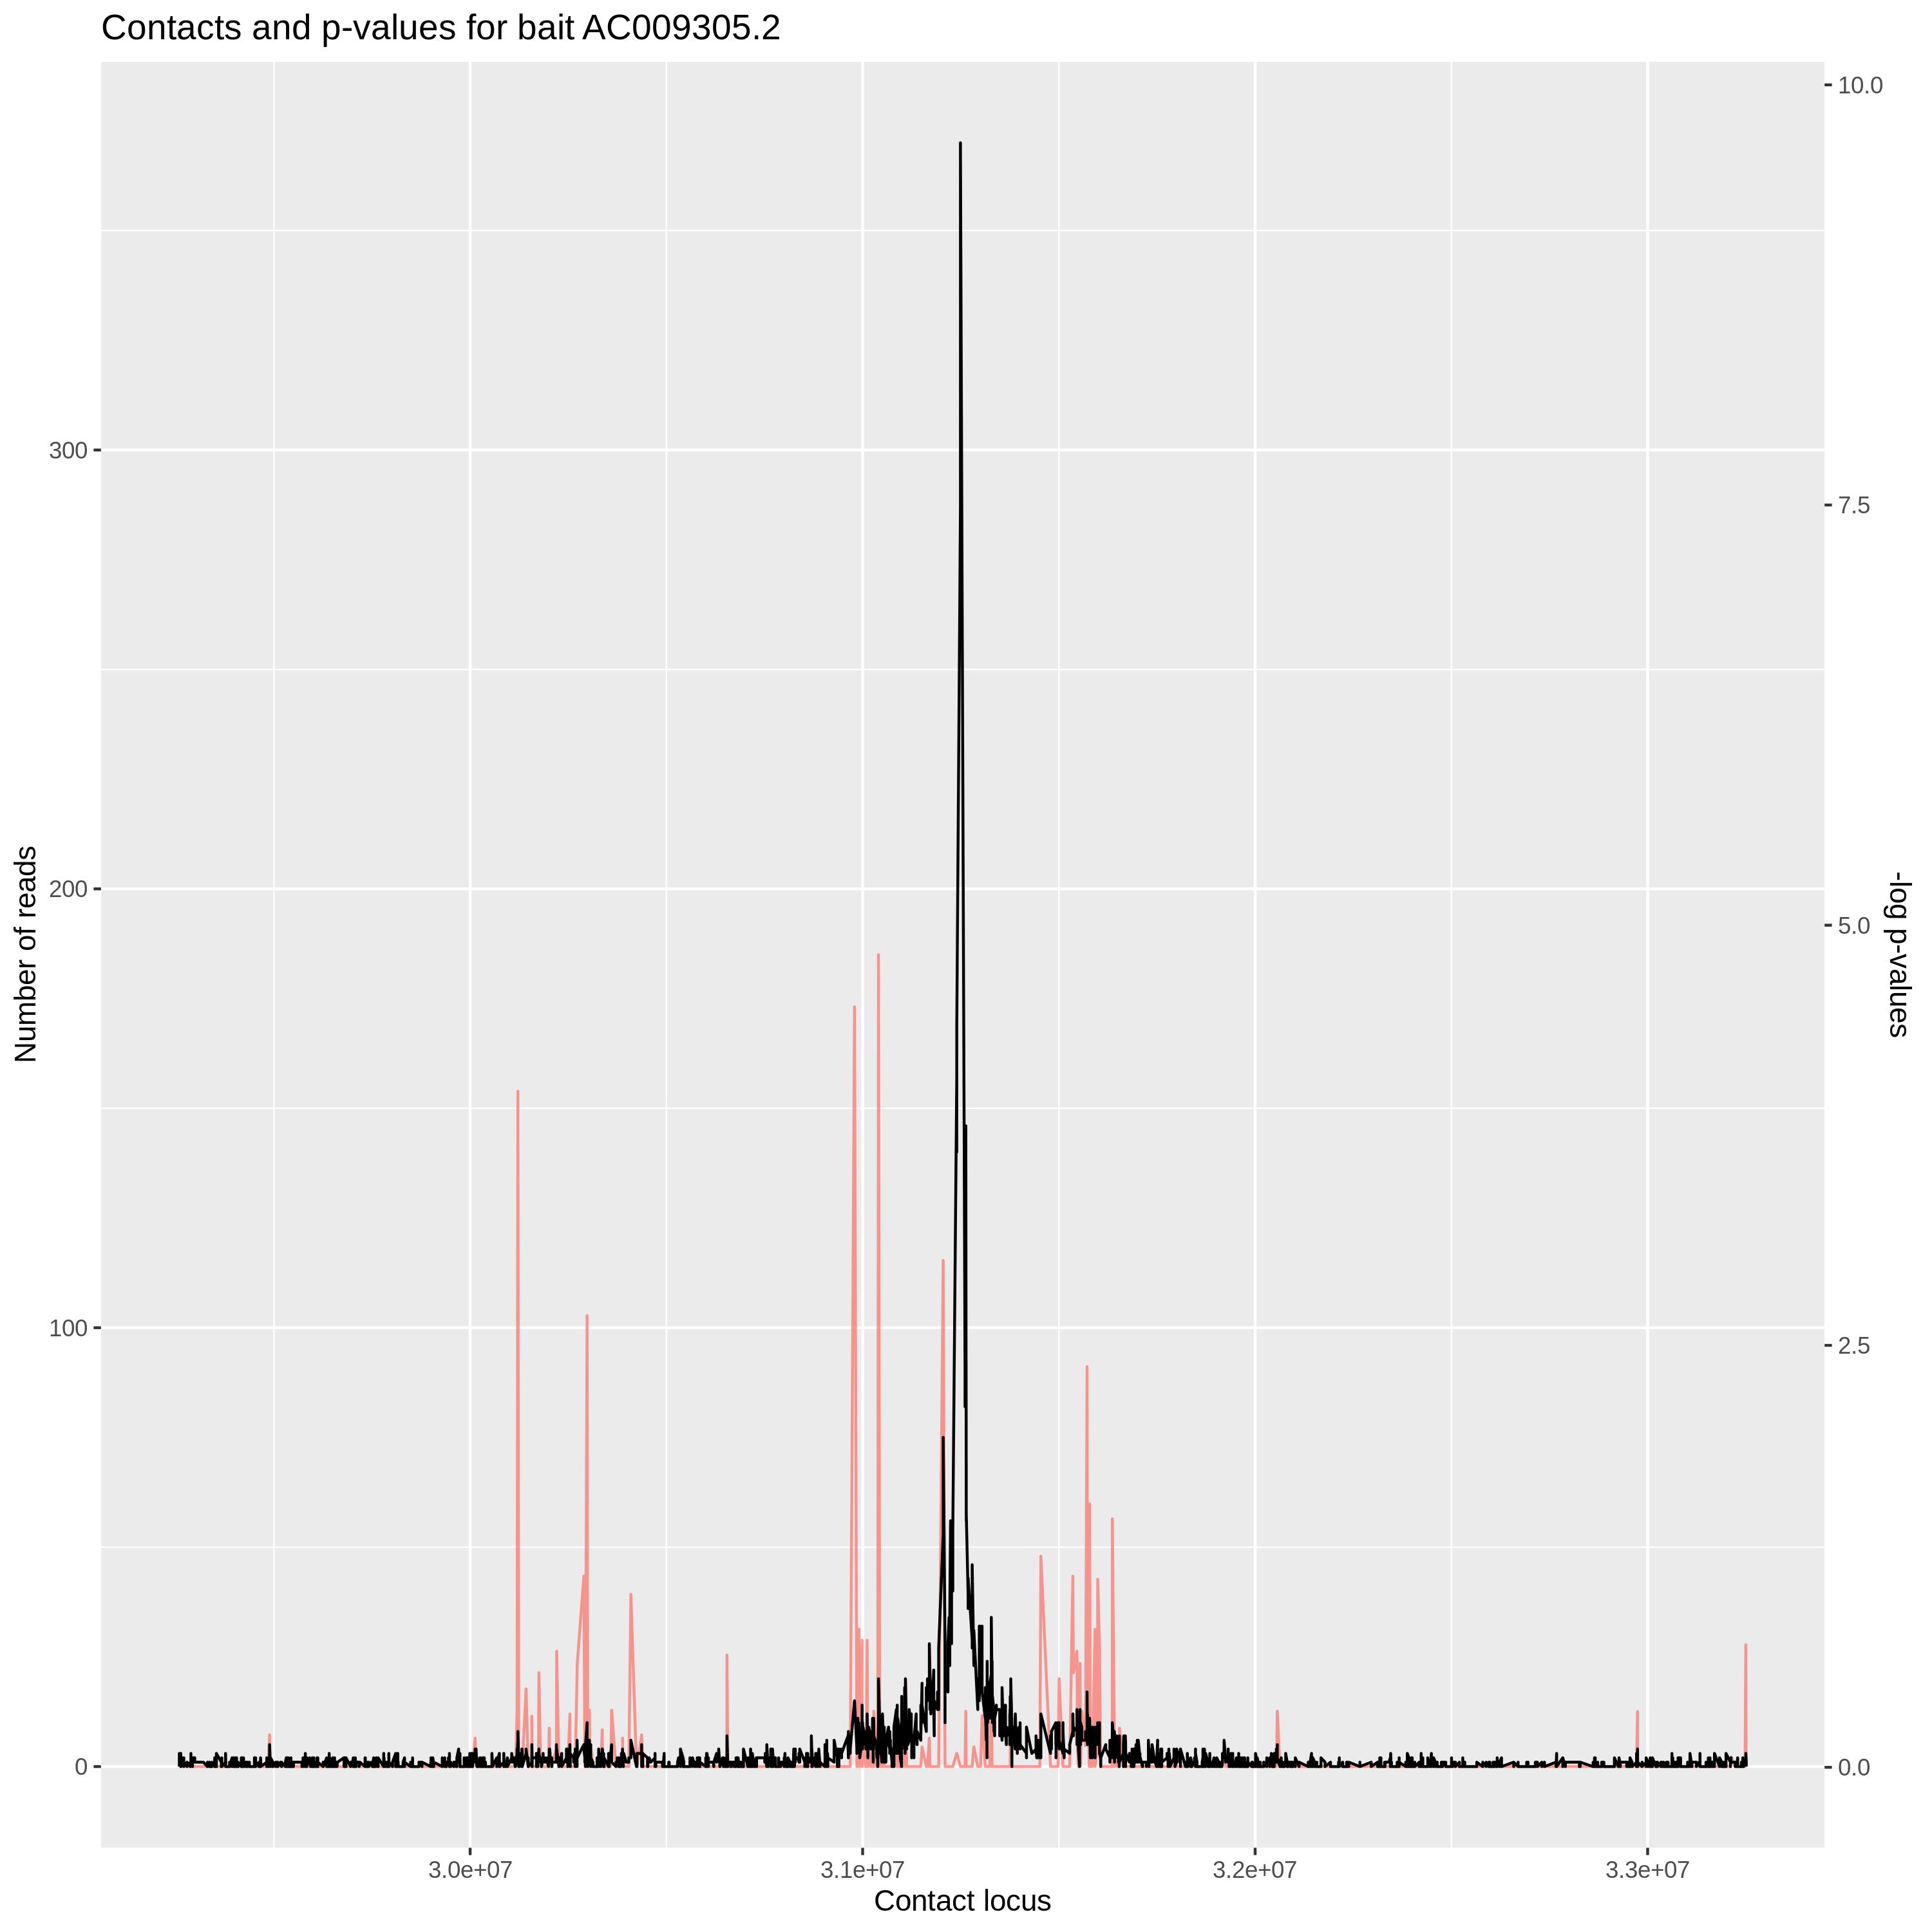 Contacts and p-values for bait AC009305.2
10.0
7.5
5.0
2.5
0.0
300
200
100
0
Number of reads
-log p-values
3.0e+07
3.1e+07
3.2e+07
3.3e+07
Contact locus